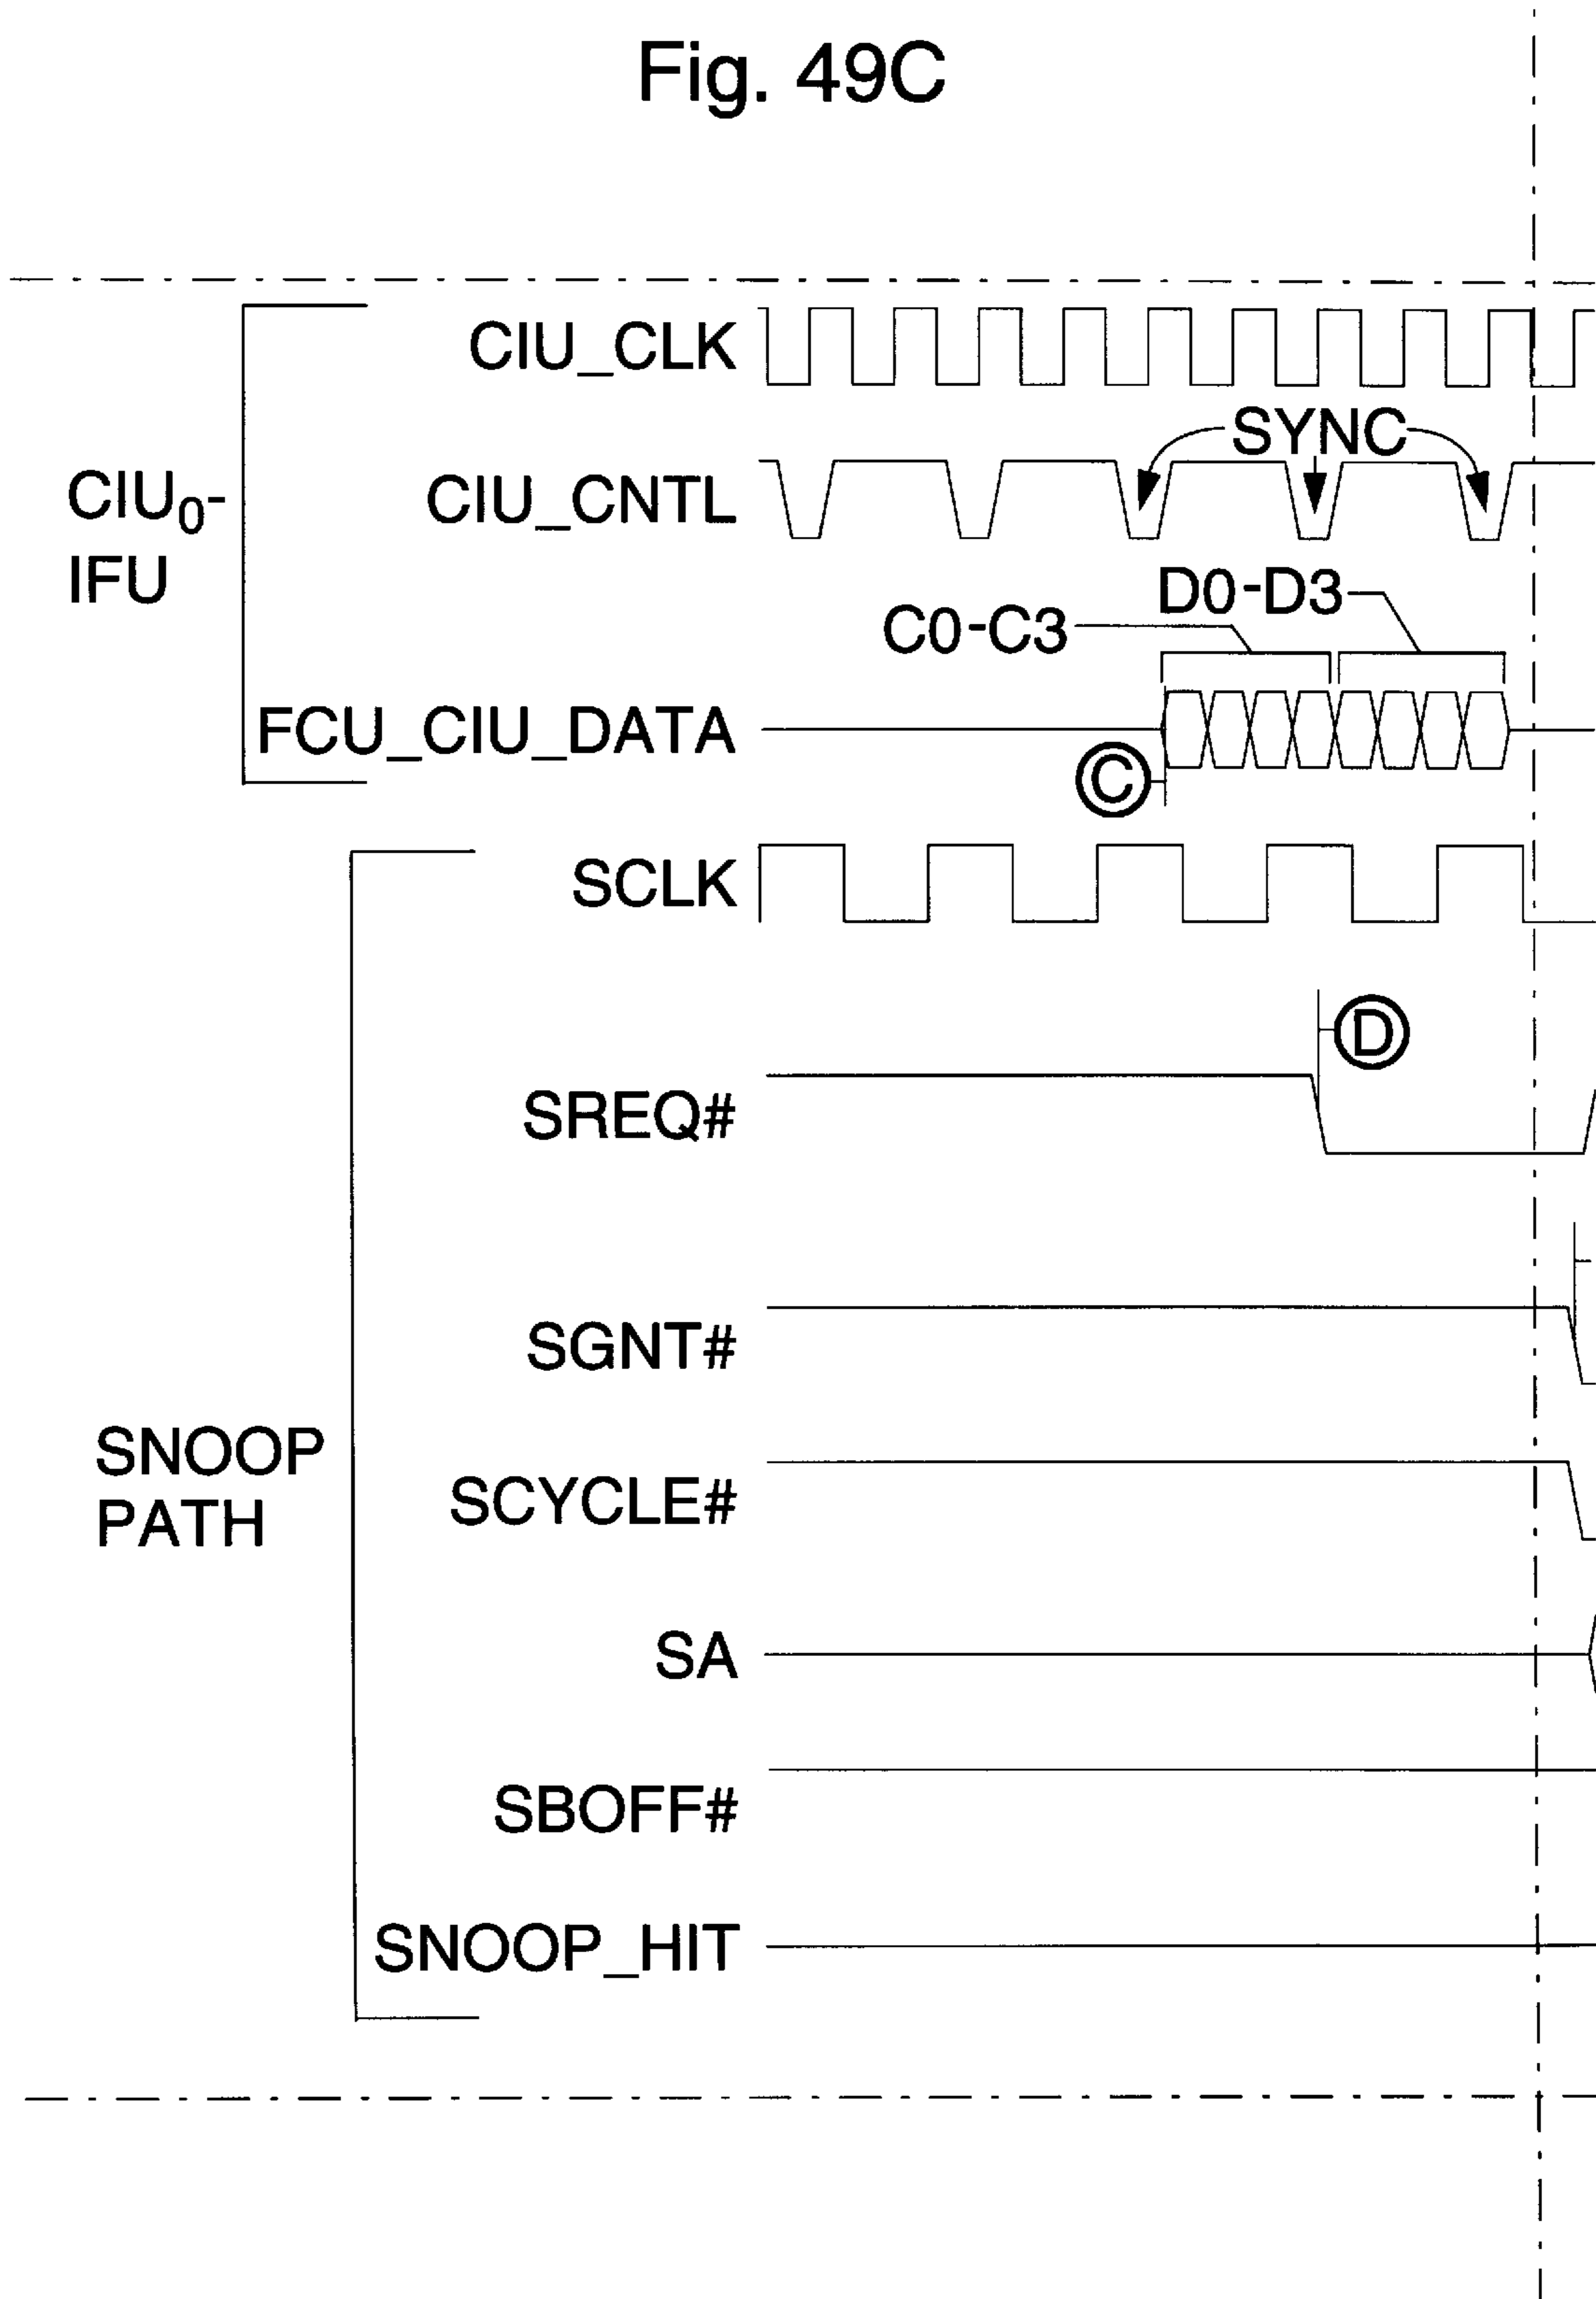 Fig. 49C
CIU₀-
IFU
CIU_CLK
SYNC
CIU_CNTL
D0-D3
C0-C3
FCU_CIU_DATA
C
SCLK
D
SREQ#
SGNT#
SNOOP
PATH
SCYCLE#
SA
SBOFF#
SNOOP_HIT